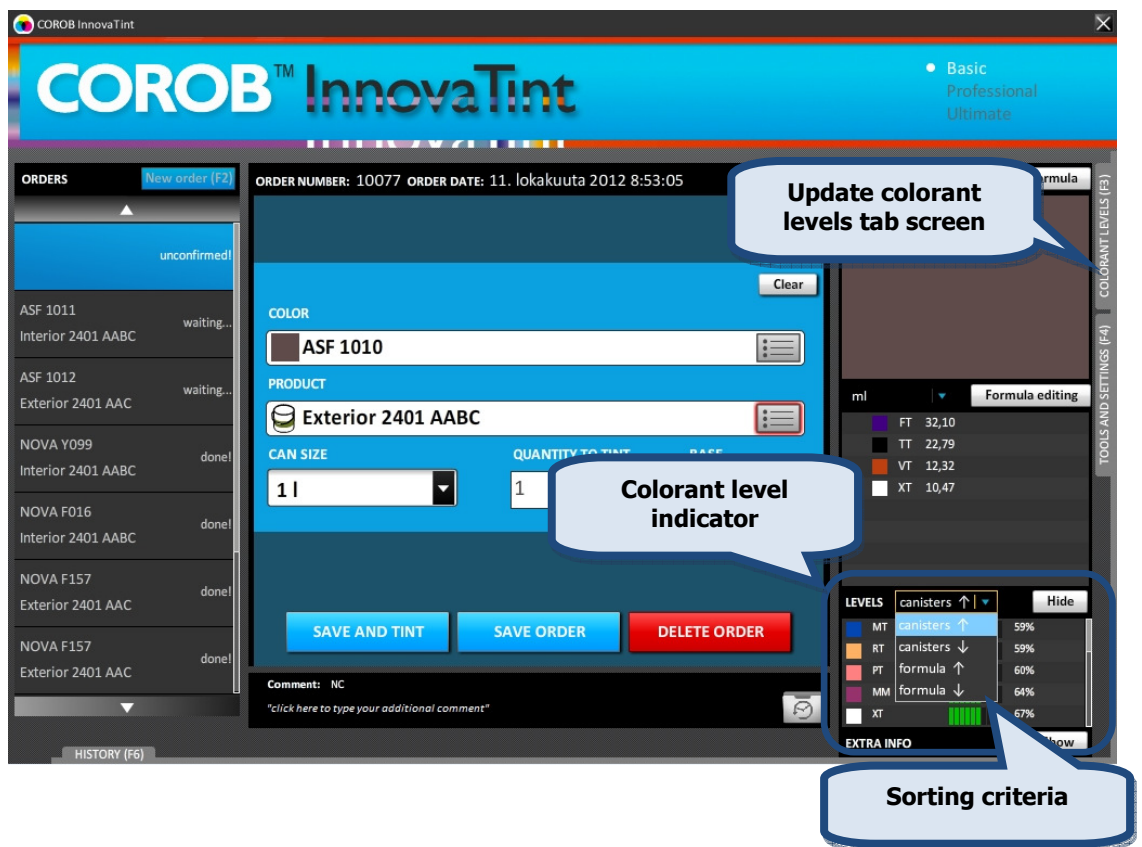 COROB InnovaTint
COROB™ InnovaTint
Basic
Professional
Ultimate
ORDERS
New order (F2)
unconfirmed!
ASF 1011
waiting...
Interior 2401 AABC
ASF 1012
waiting...
Exterior 2401 AAC
NOVA Y099
done!
Interior 2401 AABC
NOVA F016
done!
Interior 2401 AABC
NOVA F157
done!
Exterior 2401 AAC
NOVA F157
done!
Exterior 2401 AAC
HISTORY (F6)
ORDER NUMBER: 10077 ORDER DATE: 11. lokakuuta 2012 8:53:05
Clear
COLOR
ASF 1010
PRODUCT
Exterior 2401 AABC
CAN SIZE
QUANTITY TO TINT
BASE
1 l
1
SAVE AND TINT
SAVE ORDER
DELETE ORDER
Comment: NC
"click here to type your additional comment"
Update colorant
levels tab screen
COLORANT LEVELS (F3)
TOOLS AND SETTINGS (F4)
ml
Formula editing
FT 32,10
TT 22,79
VT 12,32
XT 10,47
Colorant level
indicator
LEVELS canisters ↑ Hide
MT canisters ↑ 59%
RT canisters ↓ 59%
PT formula ↑ 60%
MM formula ↓ 64%
XT 67%
EXTRA INFO
Sorting criteria